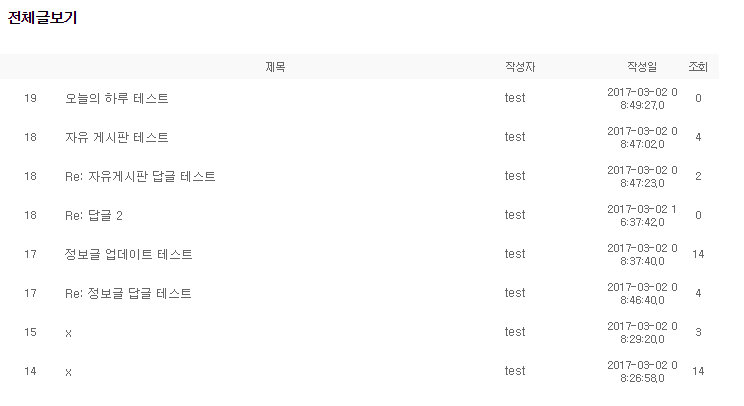 전체글보기
제목 작성자 작성일 조회
19 오늘의 하루 테스트 test 2017-03-02 0 0
8:49:27,0
18 자유 게시판 테스트 test 2017-03-02 0 4
8:47:02,0
18 Re: 자유게시판 답글 테스트 test 2017-03-02 0 2
8:47:23,0
18 Re: 답글 2 test 2017-03-02 1 0
6:37:42,0
17 정보글 업데이트 테스트 test 2017-03-02 0 14
8:37:40,0
17 Re: 정보글 답글 테스트 test 2017-03-02 0 4
8:46:40,0
15 x test 2017-03-02 0 3
8:29:20,0
14 x test 2017-03-02 0 14
8:26:58,0